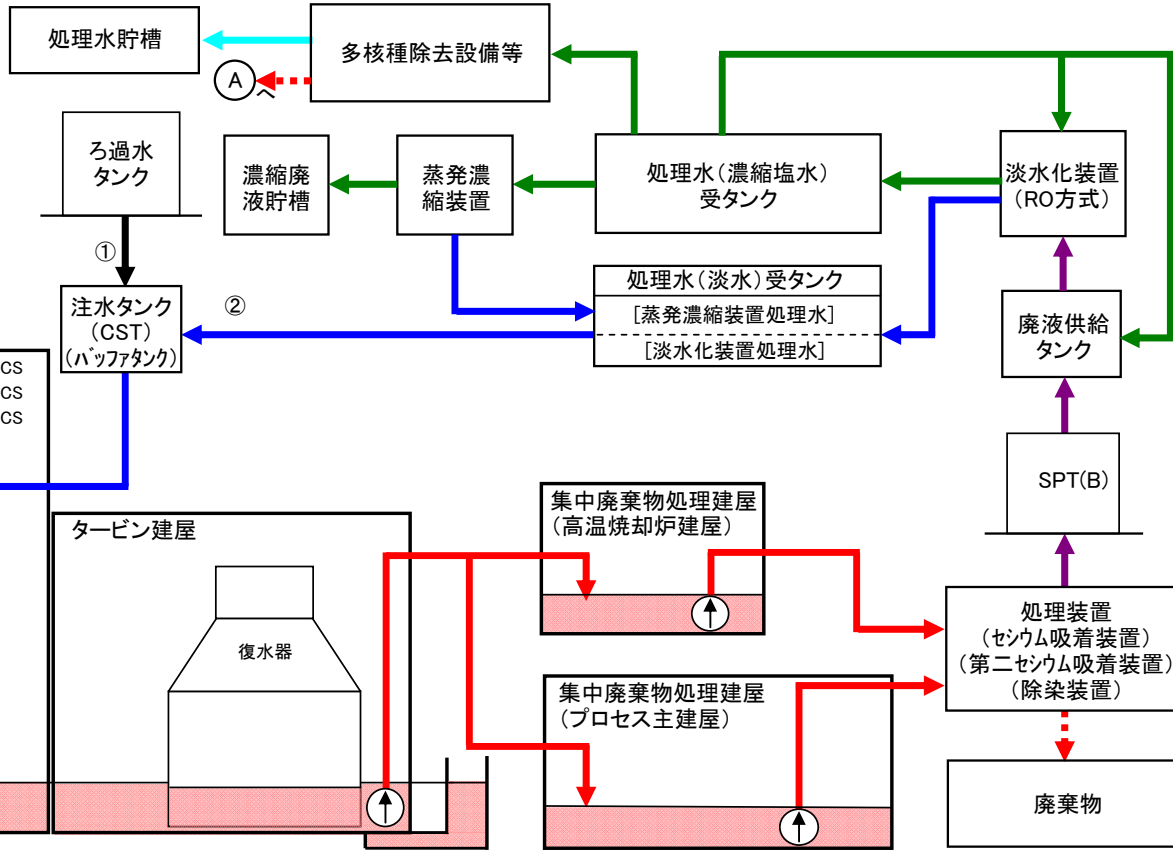 処理水貯槽
多核種除去設備等
A
へ
ろ過水
タンク
濃縮廃
液貯槽
蒸発濃
縮装置
処理水(濃縮塩水)
受タンク
淡水化装置
(RO方式)
①
注水タンク
(CST)
(バッファタンク)
②
処理水(淡水)受タンク
[蒸発濃縮装置処理水]
[淡水化装置処理水]
廃液供給
タンク
CS
CS
CS
SPT(B)
タービン建屋
復水器
集中廃棄物処理建屋
(高温焼却炉建屋)
集中廃棄物処理建屋
(プロセス主建屋)
処理装置
(セシウム吸着装置)
(第二セシウム吸着装置)
(除染装置)
廃棄物